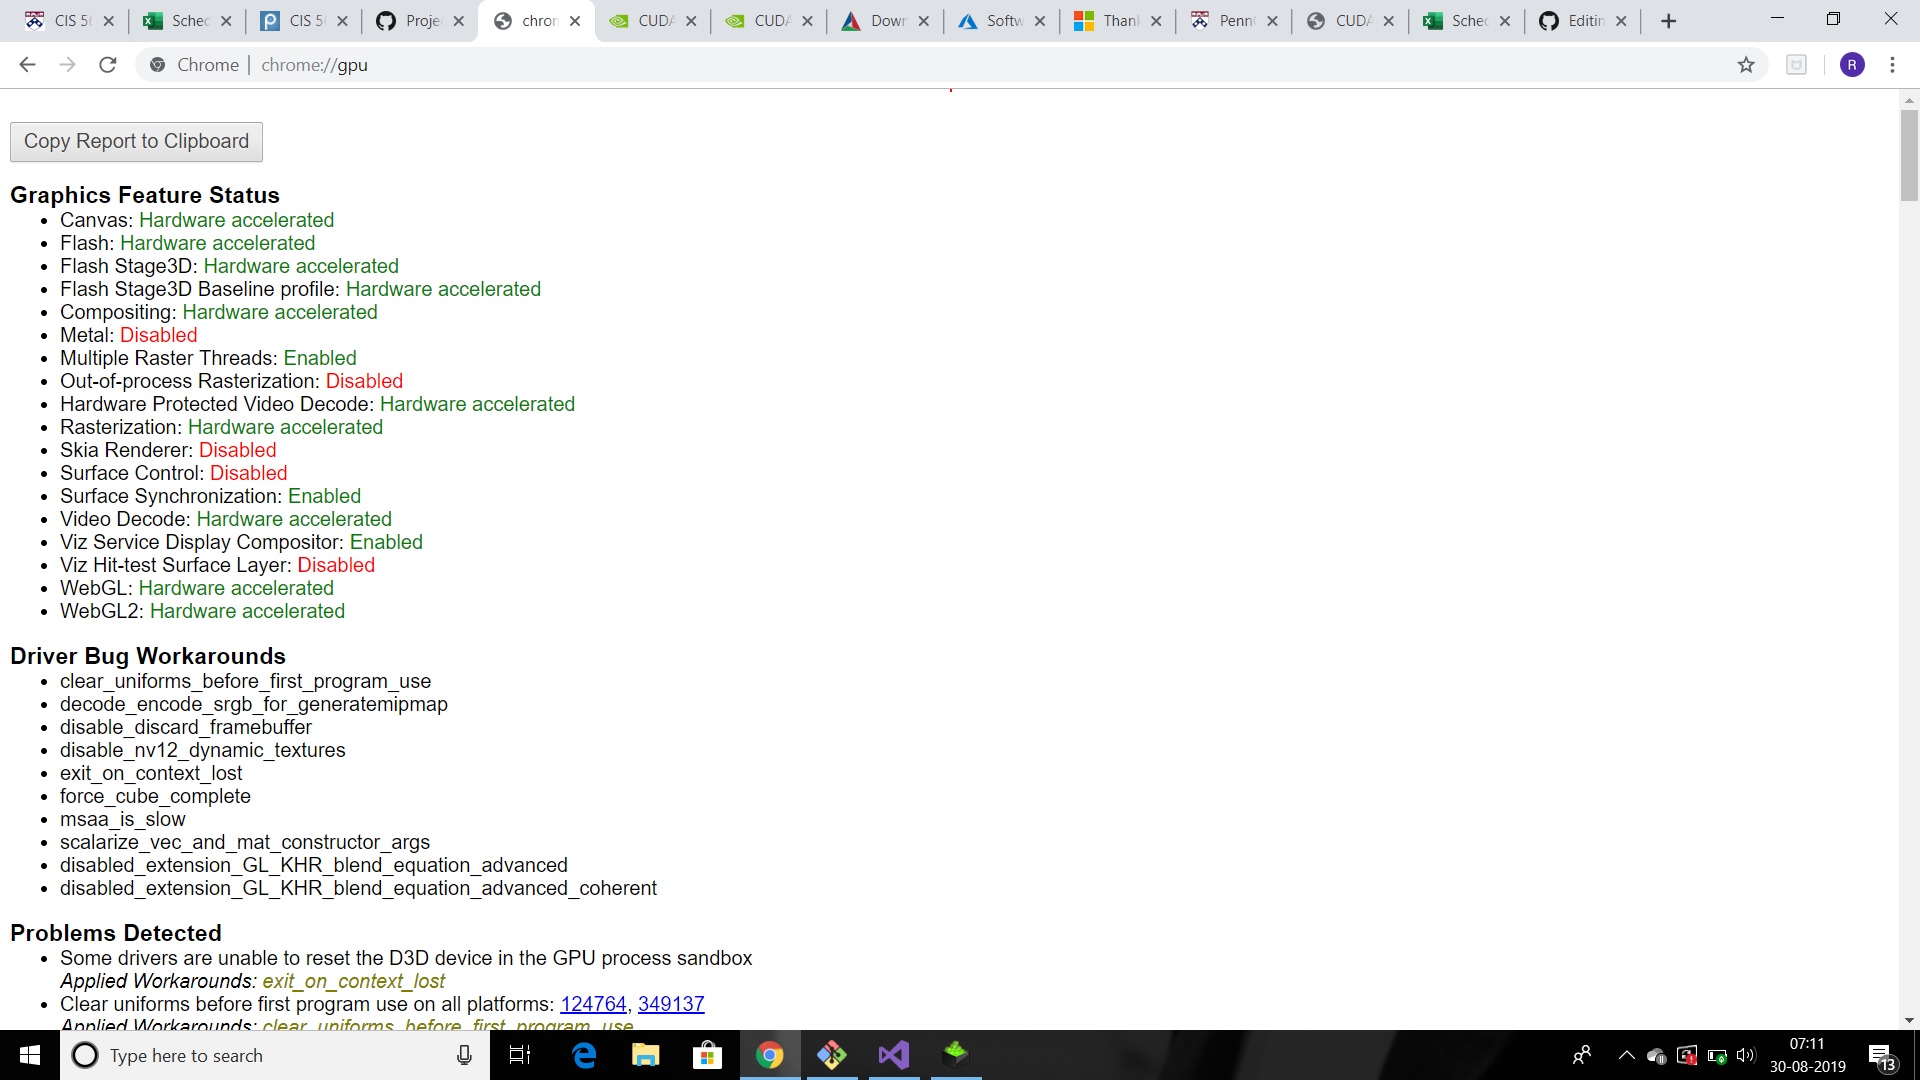 CIS 56
Sched
CIS 56
Proje
chron
CUDA
CUDA
Down
Softw
Thank
PennG
CUDA
Sched
Editin
Chrome | chrome://gpu
R
Copy Report to Clipboard
Graphics Feature Status
• Canvas: Hardware accelerated
• Flash: Hardware accelerated
• Flash Stage3D: Hardware accelerated
• Flash Stage3D Baseline profile: Hardware accelerated
• Compositing: Hardware accelerated
• Metal: Disabled
• Multiple Raster Threads: Enabled
• Out-of-process Rasterization: Disabled
• Hardware Protected Video Decode: Hardware accelerated
• Rasterization: Hardware accelerated
• Skia Renderer: Disabled
• Surface Control: Disabled
• Surface Synchronization: Enabled
• Video Decode: Hardware accelerated
• Viz Service Display Compositor: Enabled
• Viz Hit-test Surface Layer: Disabled
• WebGL: Hardware accelerated
• WebGL2: Hardware accelerated
Driver Bug Workarounds
• clear_uniforms_before_first_program_use
• decode_encode_srgb_for_generatemipmap
• disable_discard_framebuffer
• disable_nv12_dynamic_textures
• exit_on_context_lost
• force_cube_complete
• msaa_is_slow
• scalarize_vec_and_mat_constructor_args
• disabled_extension_GL_KHR_blend_equation_advanced
• disabled_extension_GL_KHR_blend_equation_advanced_coherent
Problems Detected
• Some drivers are unable to reset the D3D device in the GPU process sandbox
Applied Workarounds: exit_on_context_lost
• Clear uniforms before first program use on all platforms: 124764, 349137
Applied Workarounds: clear_uniforms_before_first_program_use
Type here to search
07:11
30-08-2019
13